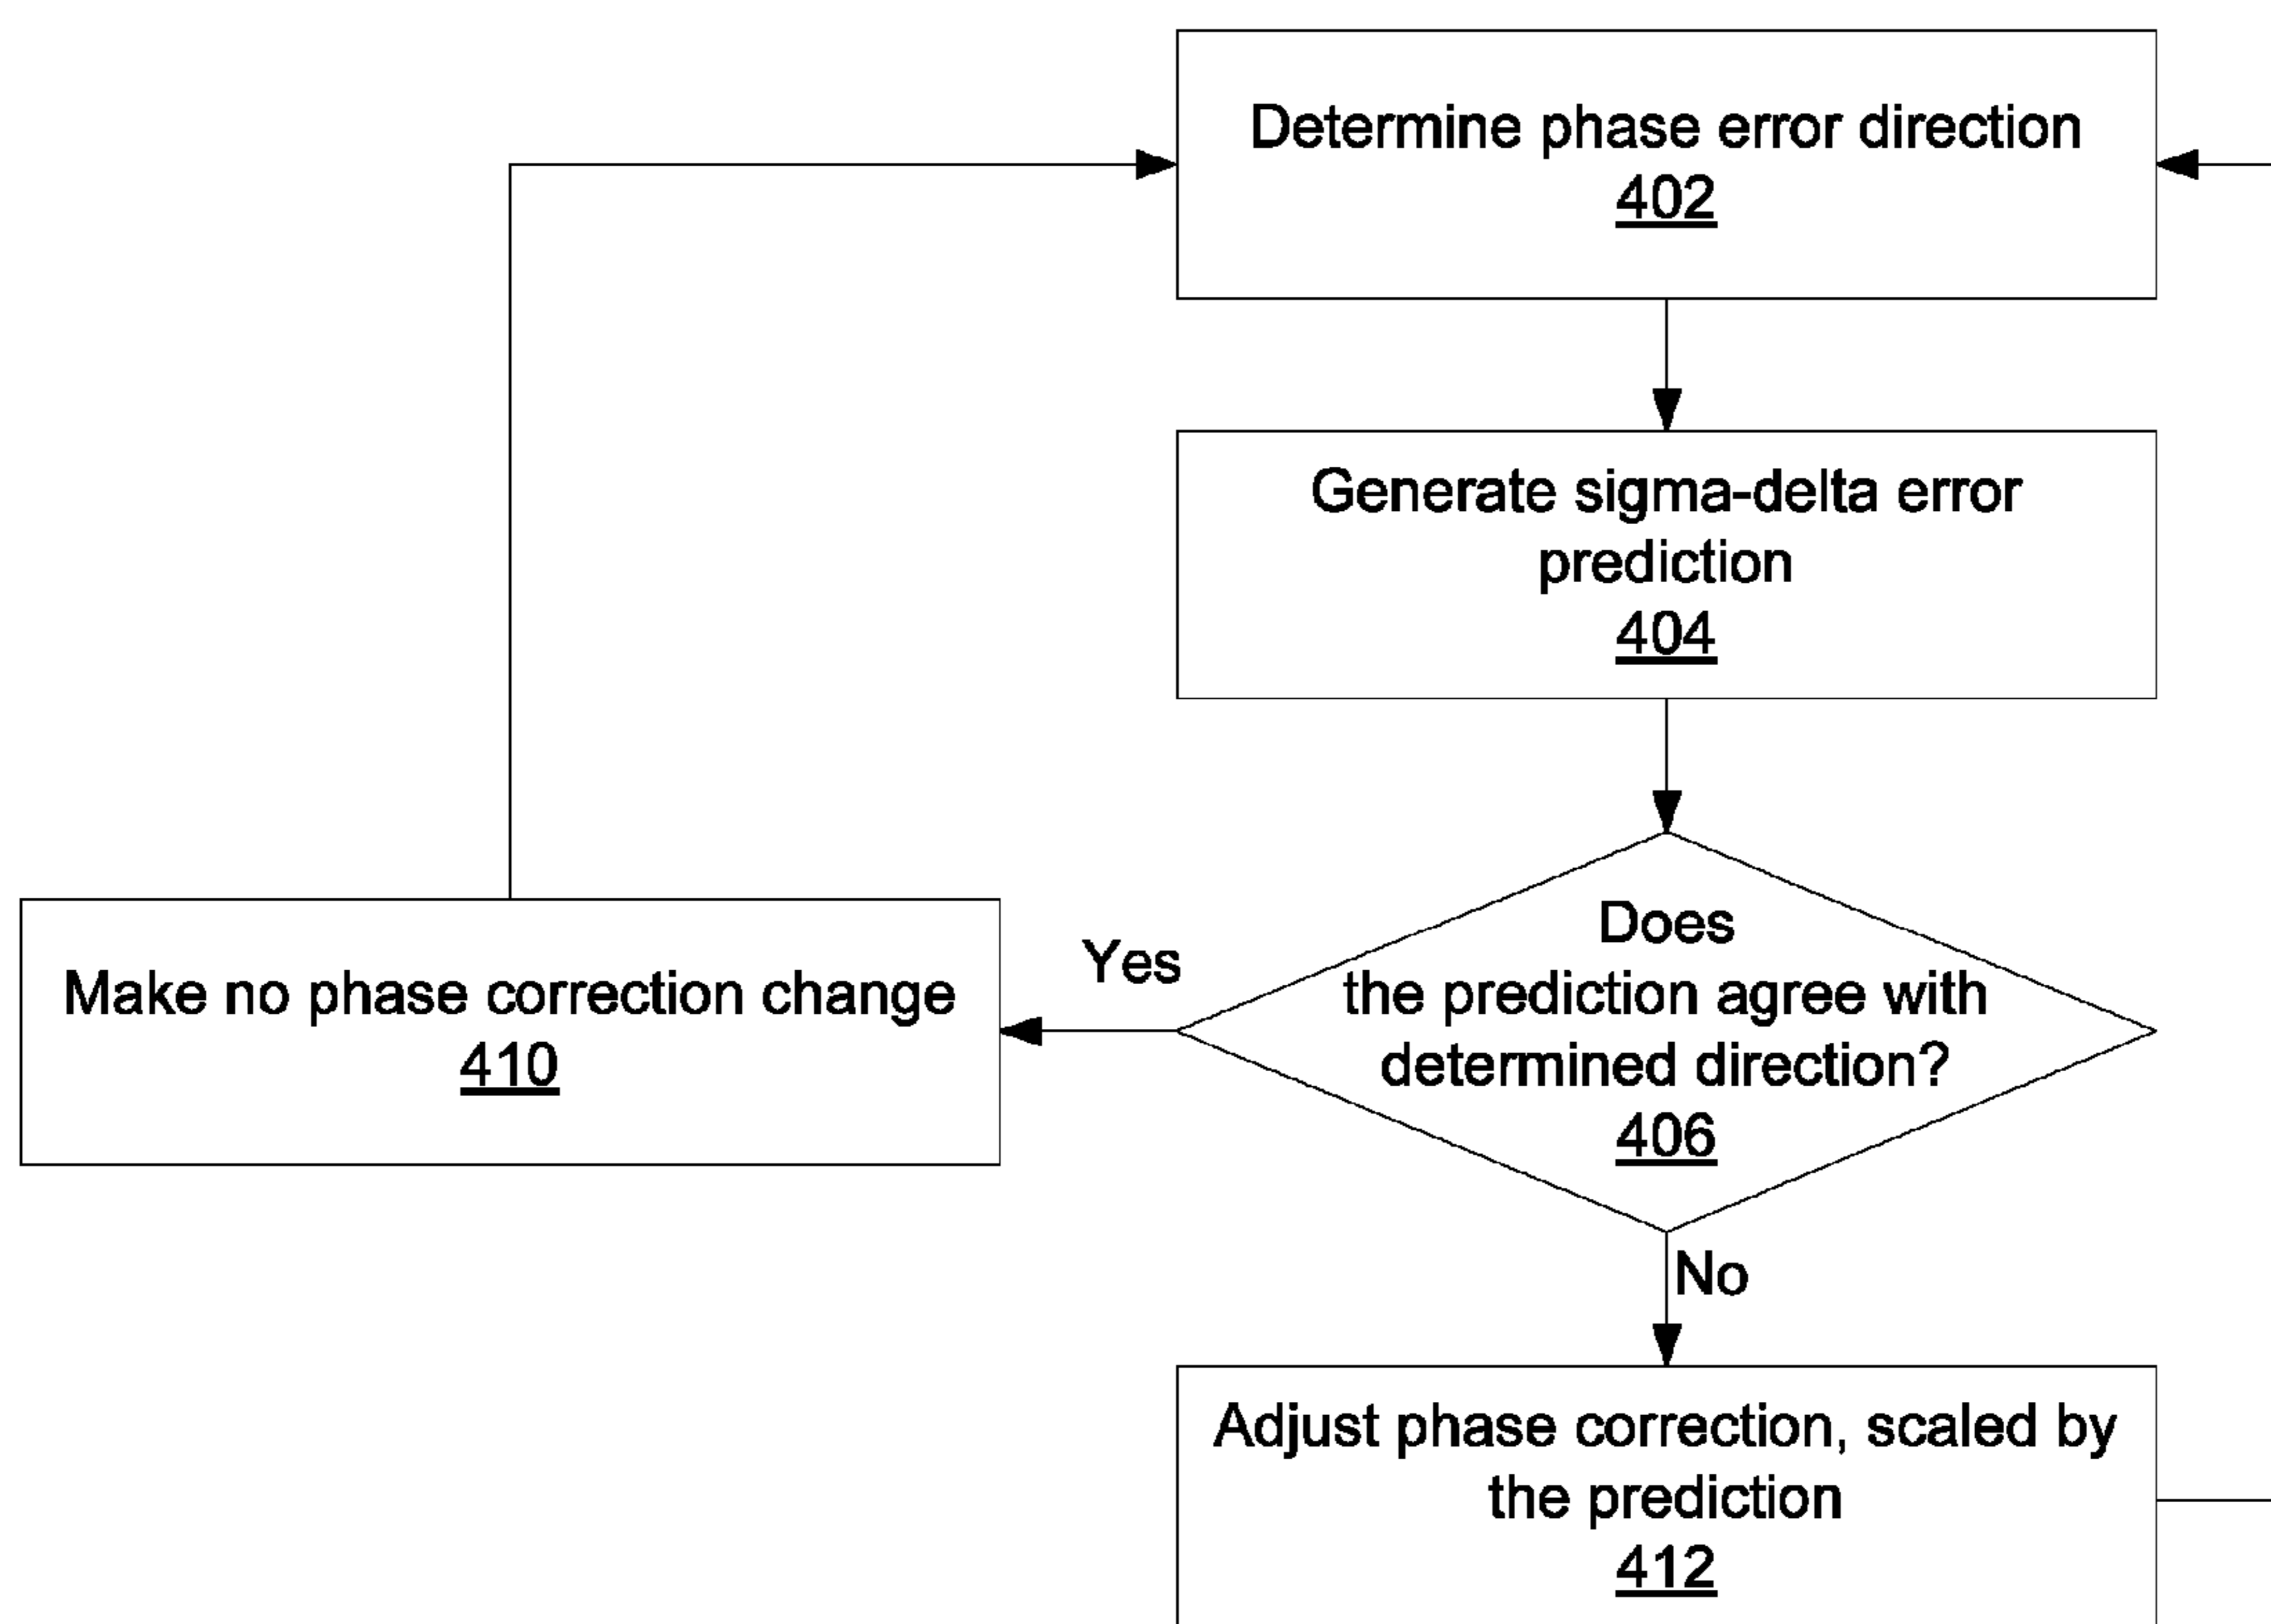 Determine phase error direction
402
Generate sigma-delta error
prediction
404
Does
the prediction agree with
determined direction?
406
Yes
Make no phase correction change
410
No
Adjust phase correction, scaled by
the prediction
412